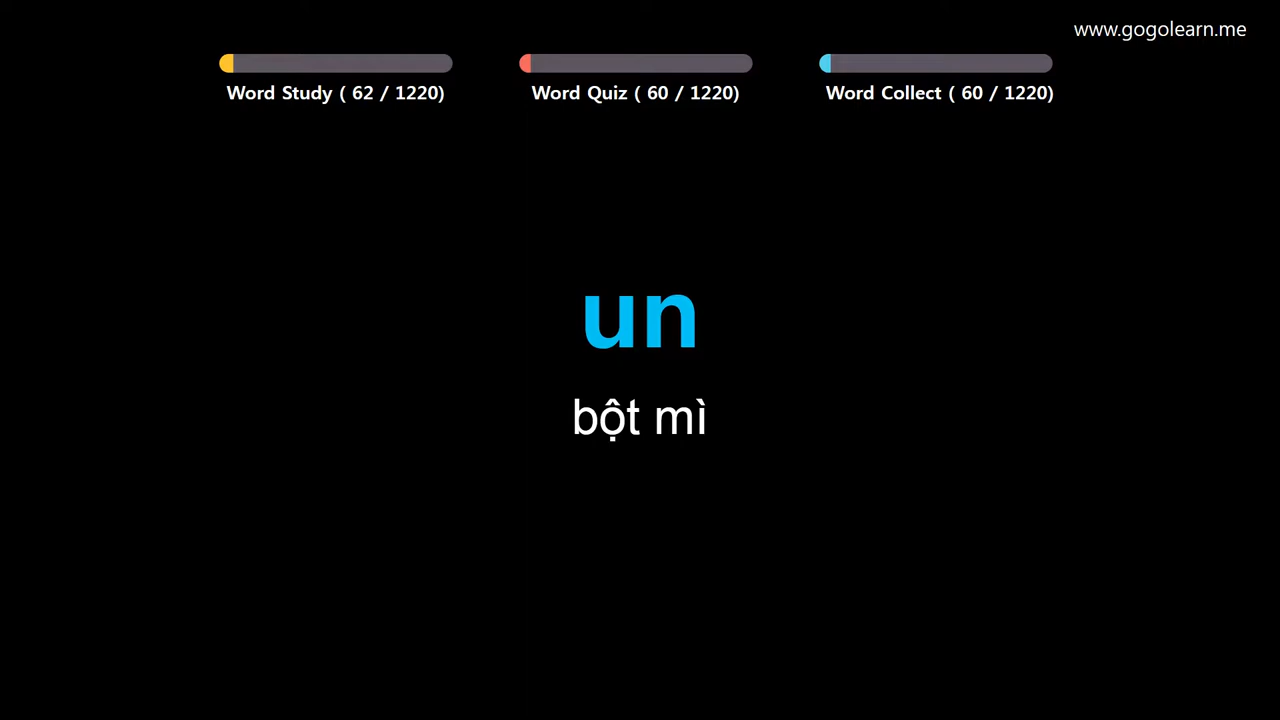 www.gogolearn.me
Word Study ( 62 / 1220)
Word Quiz ( 60 / 1220)
Word Collect ( 60 / 1220)
un
bột mì